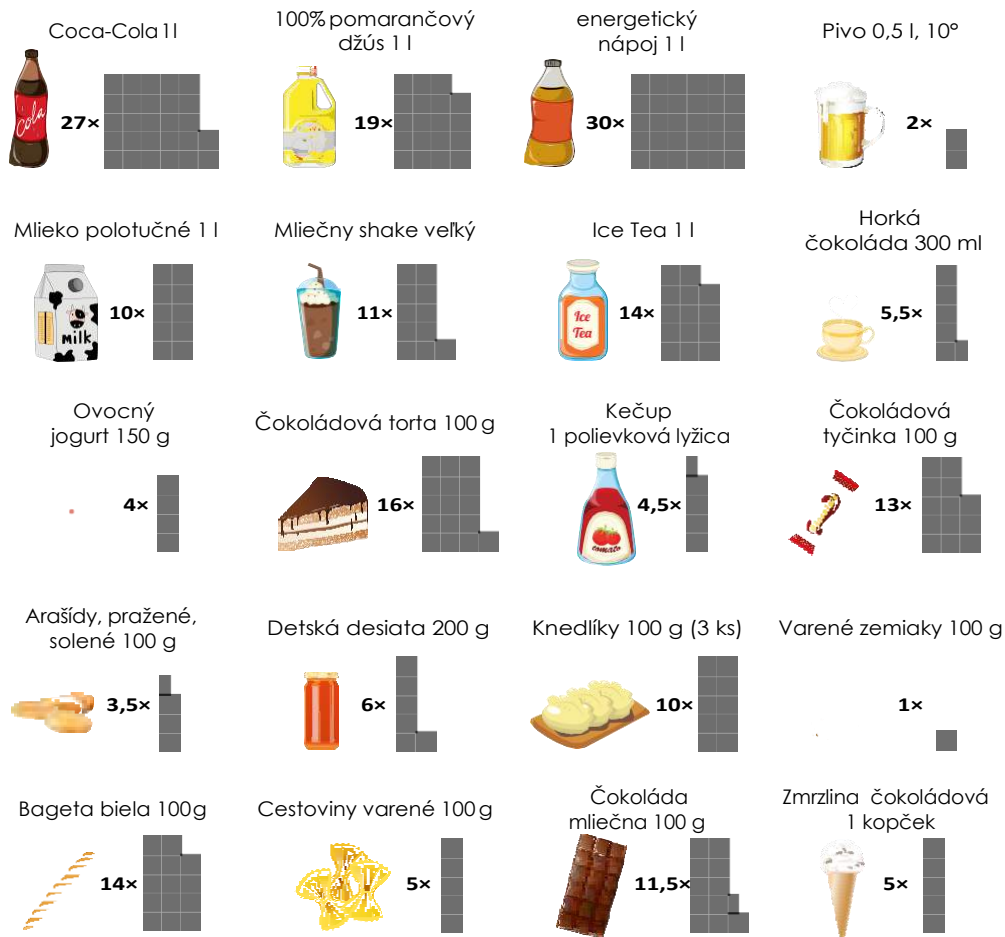 Coca-Cola 1 l
27×
Cola
100% pomarančový
džús 1 l
19×
energetický
nápoj 1 l
30×
Pivo 0,5 l, 10°
2×
Mlieko polotučné 1 l
10×
milk
Mliečny shake veľký
11×
Ice Tea 1 l
14×
Ice
Tea
Horká
čokoláda 300 ml
5,5×
Ovocný
jogurt 150 g
4×
Čokoládová torta 100 g
16×
Kečup
1 polievková lyžica
4,5×
Čokoládová
tyčinka 100 g
13×
Arašídy, pražené,
solené 100 g
3,5×
Detská desiata 200 g
6×
Knedlíky 100 g (3 ks)
10×
Varené zemiaky 100 g
1×
Bageta biela 100g
14×
Cestoviny varené 100 g
5×
Čokoláda
mliečna 100 g
11,5×
Zmrzlina čokoládová
1 kopček
5×